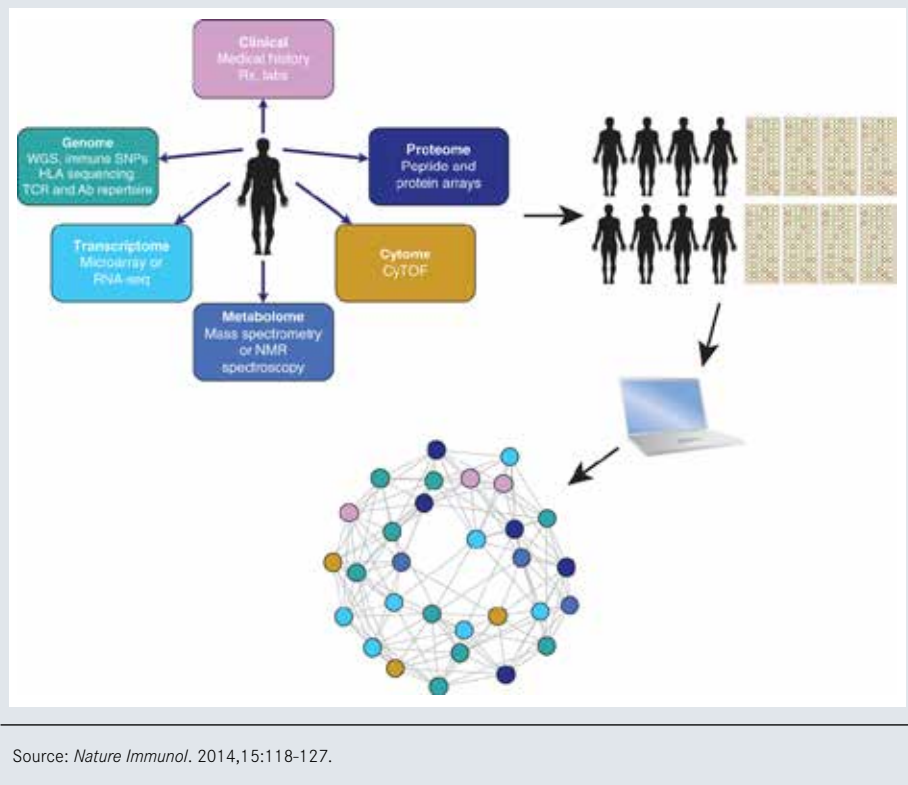 Clinical
Medical history
Rx, labs
Genome
WGS, immune SNPs
HLA sequencing
TCR and Ab repertoire
Proteome
Peptide and
protein arrays
Transcriptome
Microarray or
RNA-seq
Cytome
CyTOF
Metabolome
Mass spectrometry
or NMR
spectroscopy
Source: Nature Immunol. 2014,15:118-127.